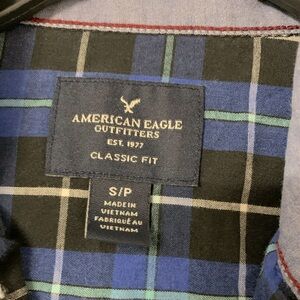 AMERICAN EAGLE
OUTFITTERS
EST. 1977
CLASSIC FIT
S/P
MADE IN
VIETNAM
FABRIQUÉ AU
VIETNAM